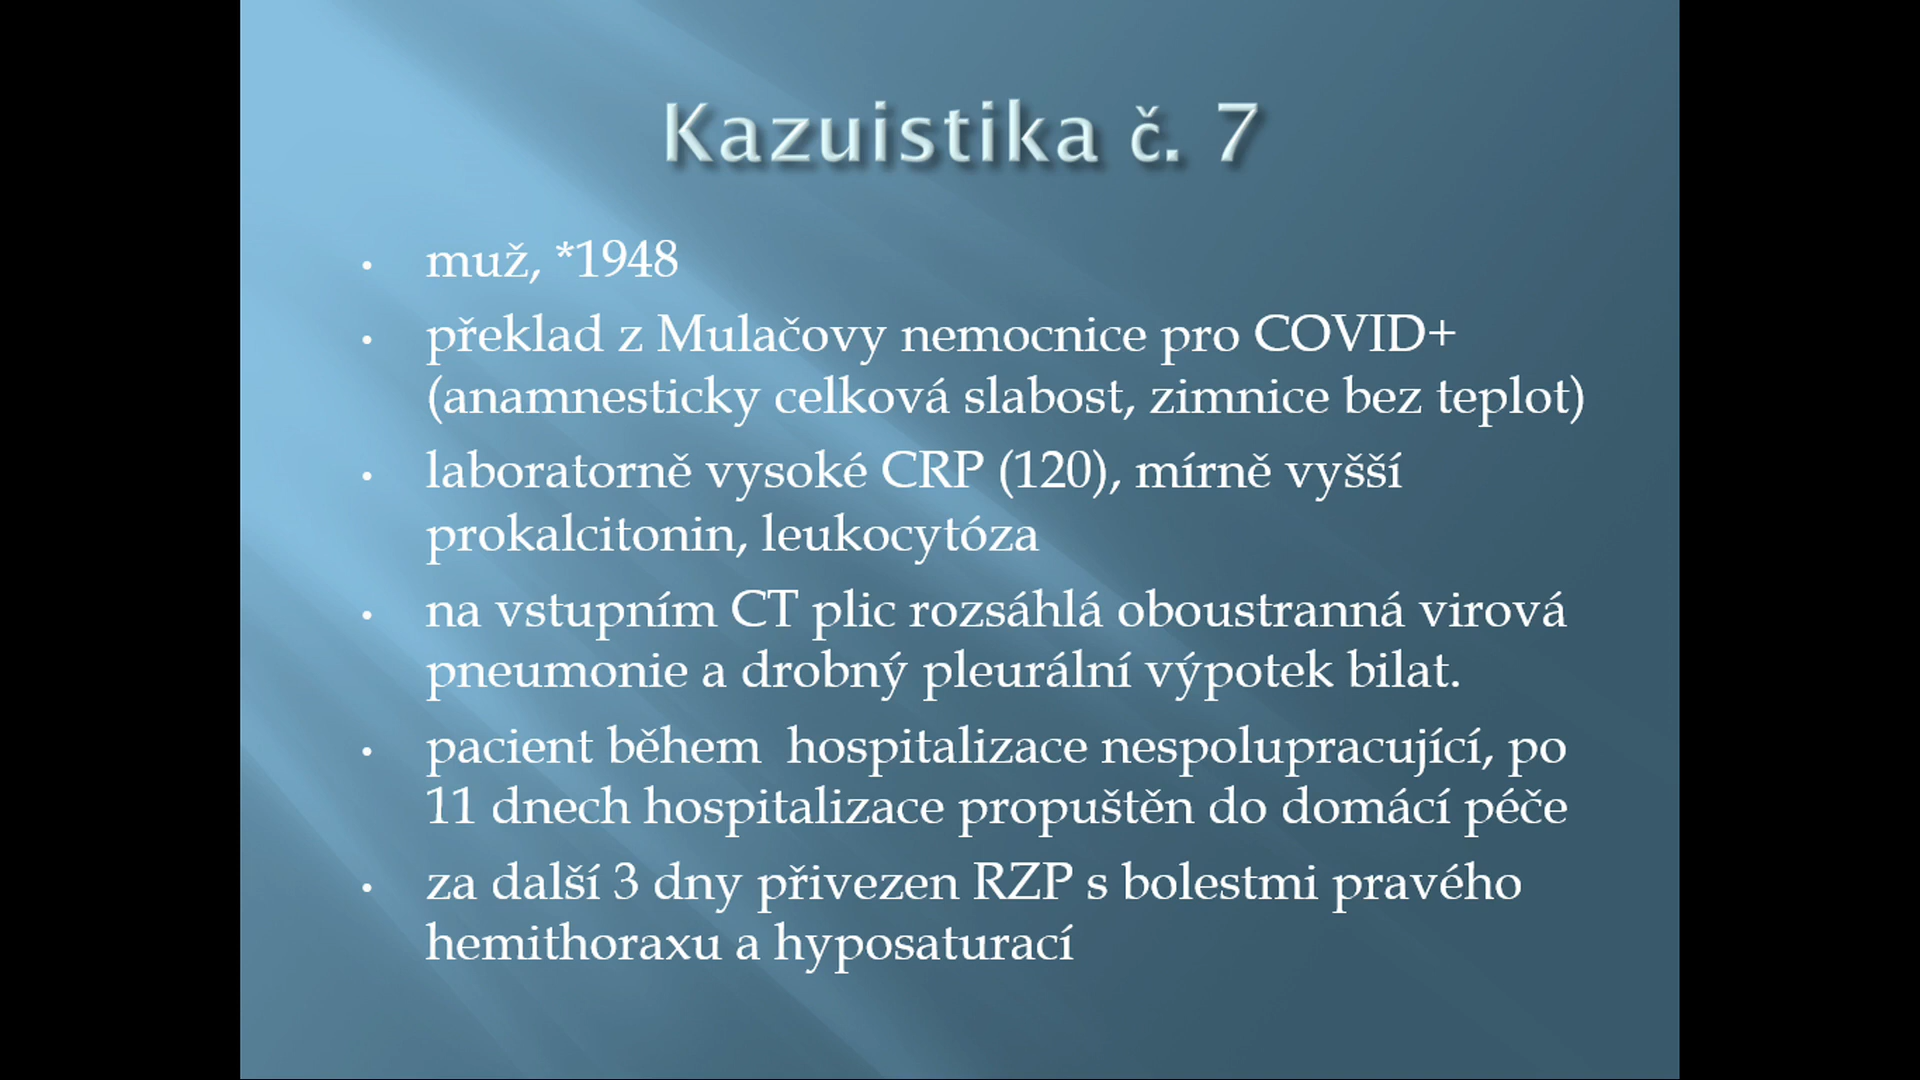 Kazuistika č. 7
• muž, *1948
• překlad z Mulačovy nemocnice pro COVID+
(anamnesticky celková slabost, zimnice bez teplot)
• laboratorně vysoké CRP (120), mírně vyšší
prokalcitonin, leukocytóza
• na vstupním CT plic rozsáhlá oboustranná virová
pneumonie a drobný pleurální výpotek bilat.
• pacient během  hospitalizace nespolupracující, po
11 dnech hospitalizace propuštěn do domácí péče
• za další 3 dny přivezen RZP s bolestmi pravého
hemithoraxu a hyposaturací